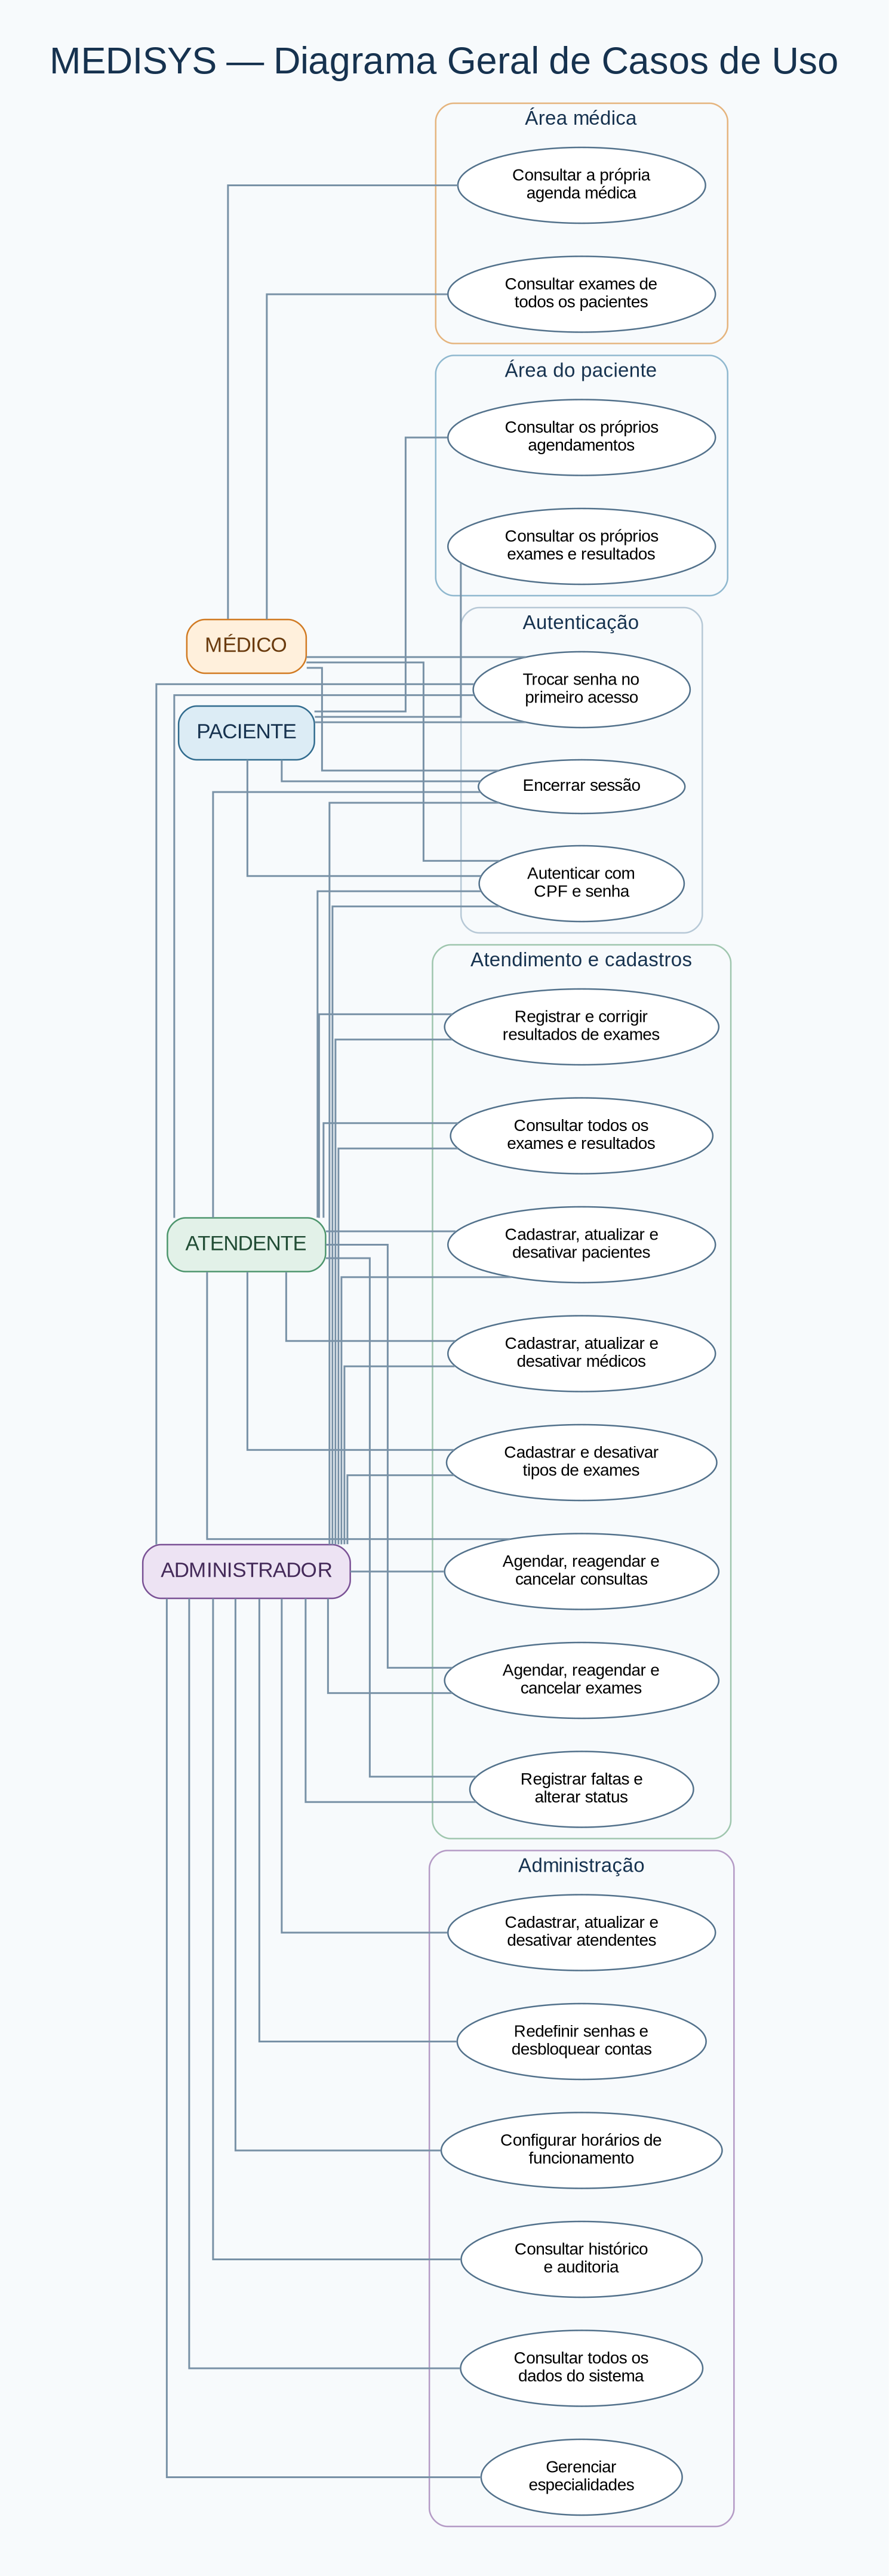 MEDISYS — Diagrama Geral de Casos de Uso
Área médica
Consultar a própria
agenda médica
Consultar exames de
todos os pacientes
Área do paciente
Consultar os próprios
agendamentos
Consultar os próprios
exames e resultados
MÉDICO
PACIENTE
Autenticação
Trocar senha no
primeiro acesso
Encerrar sessão
Autenticar com
CPF e senha
Atendimento e cadastros
Registrar e corrigir
resultados de exames
Consultar todos os
exames e resultados
ATENDENTE
Cadastrar, atualizar e
desativar pacientes
Cadastrar, atualizar e
desativar médicos
Cadastrar e desativar
tipos de exames
ADMINISTRADOR
Agendar, reagendar e
cancelar consultas
Agendar, reagendar e
cancelar exames
Registrar faltas e
alterar status
Administração
Cadastrar, atualizar e
desativar atendentes
Redefinir senhas e
desbloquear contas
Configurar horários de
funcionamento
Consultar histórico
e auditoria
Consultar todos os
dados do sistema
Gerenciar
especialidades